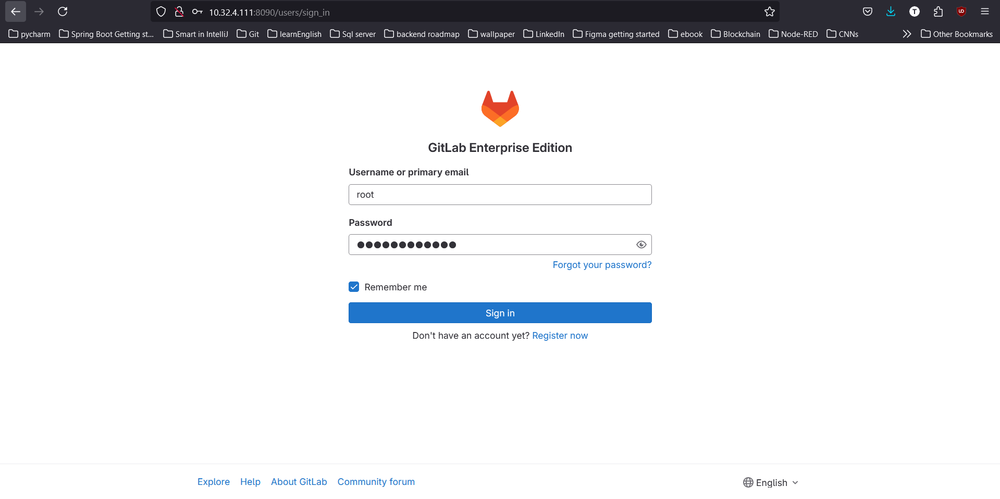 10.32.4.111:8090/users/sign_in
T
UO
pycharm Spring Boot Getting st... Smart in IntelliJ Git learnEnglish Sql server backend roadmap wallpaper LinkedIn Figma getting started ebook Blockchain Node-RED CNNs Other Bookmarks
GitLab Enterprise Edition
Username or primary email
root
Password
●●●●●●●●●●●●
Forgot your password?
Remember me
Sign in
Don't have an account yet? Register now
Explore Help About GitLab Community forum English